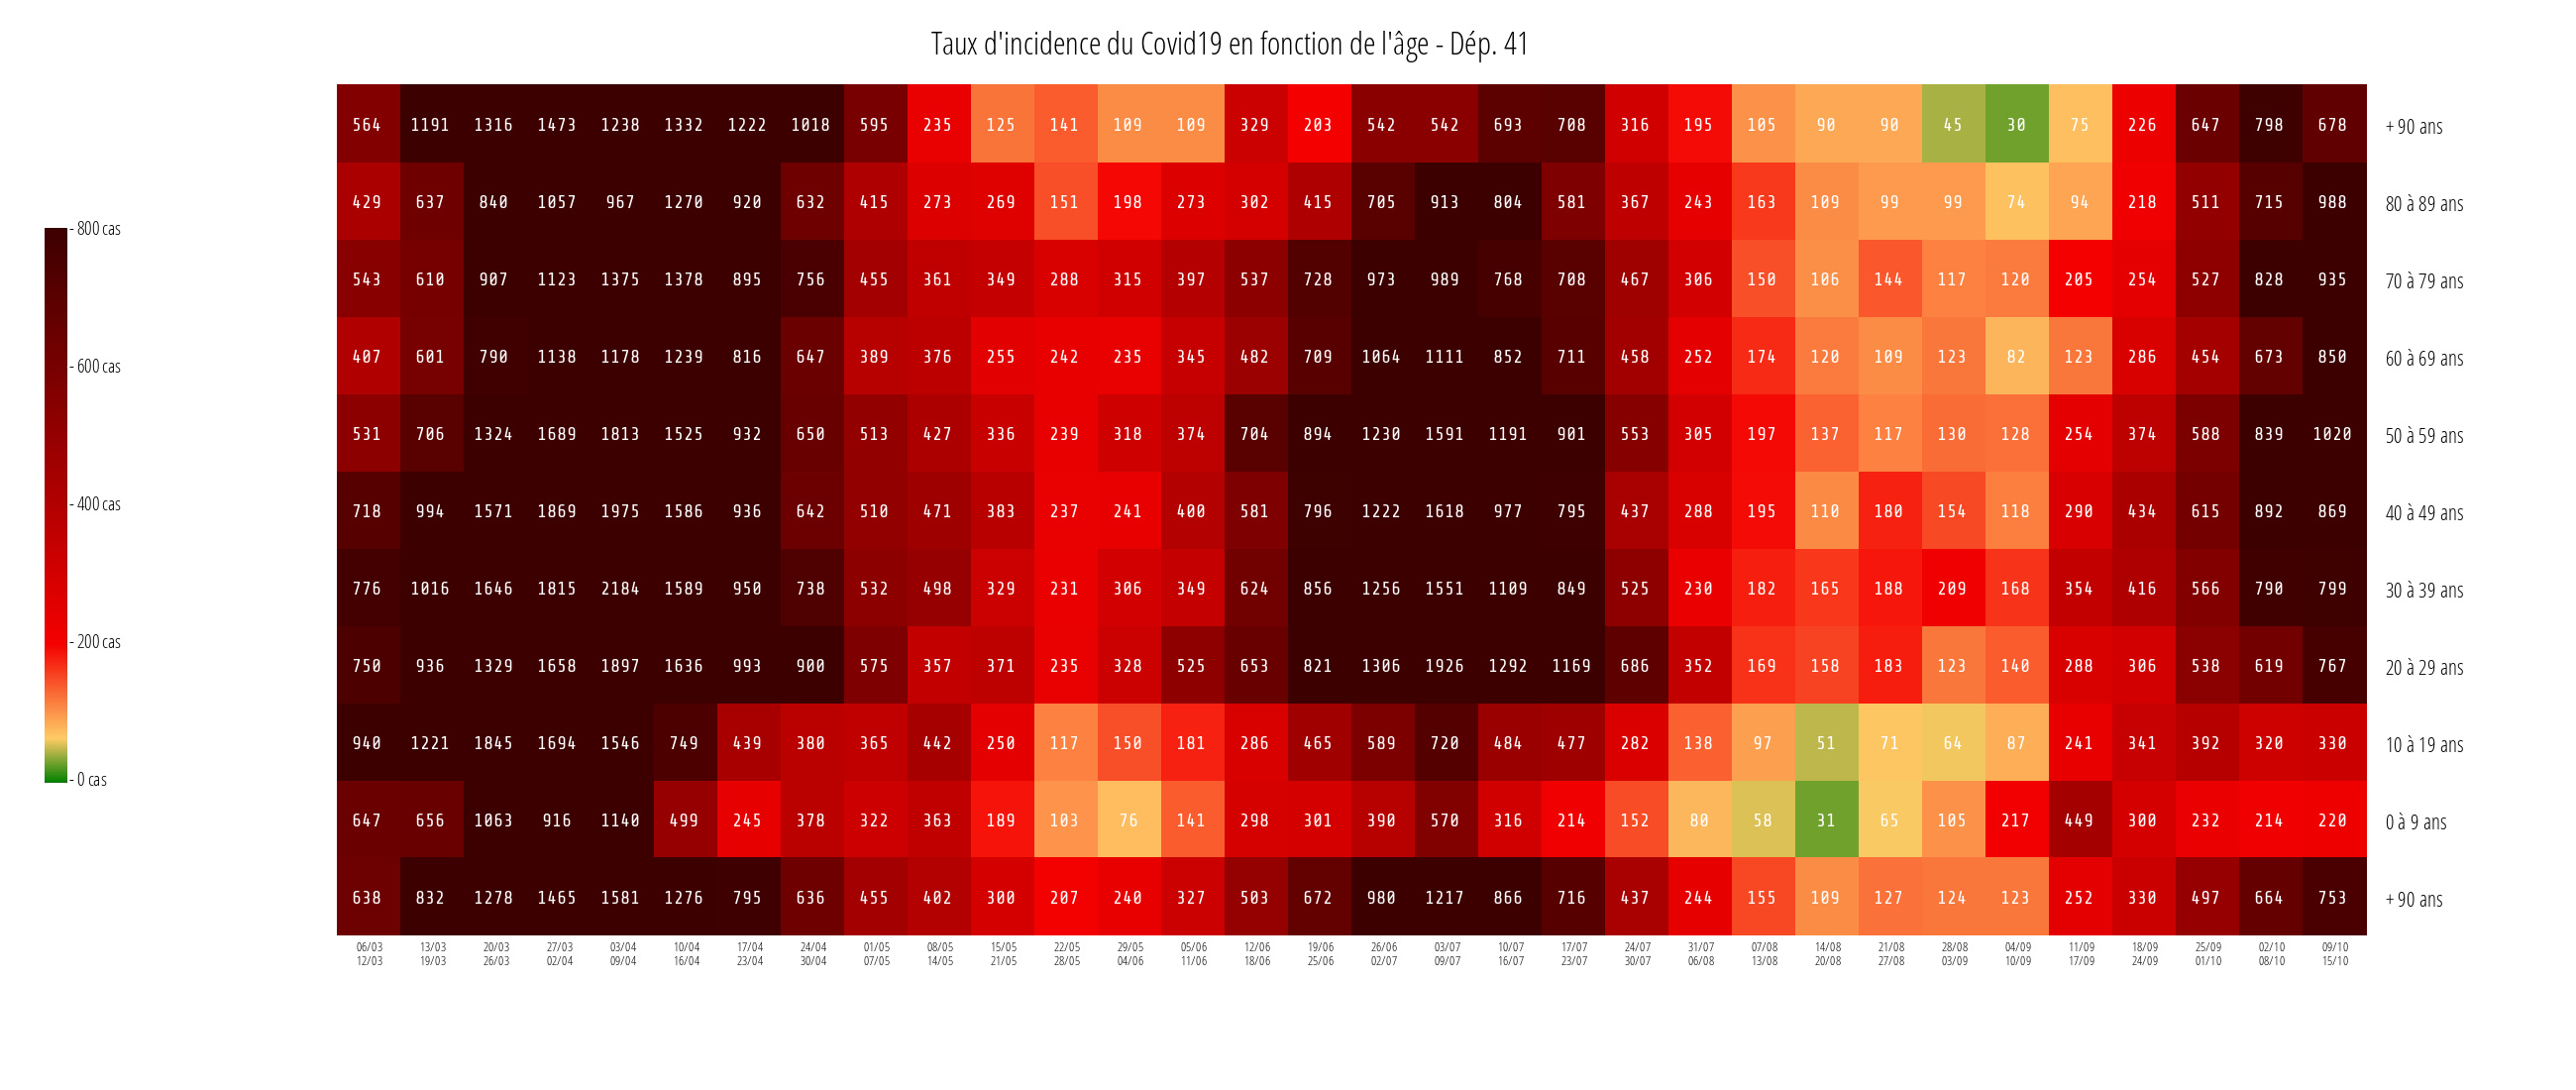 Taux d'incidence du Covid19 en fonction de l'âge - Dép. 41
- 800 cas
- 600 cas
- 400 cas
- 200 cas
- 0 cas
564 1191 1316 1473 1238 1332 1222 1018 595 235 125 141 109 109 329 203 542 542 693 708 316 195 105 90 90 45 30 75 226 647 798 678 + 90 ans
429 637 840 1057 967 1270 920 632 415 273 269 151 198 273 302 415 705 913 804 581 367 243 163 109 99 99 74 94 218 511 715 988 80 à 89 ans
543 610 907 1123 1375 1378 895 756 455 361 349 288 315 397 537 728 973 989 768 708 467 306 150 106 144 117 120 205 254 527 828 935 70 à 79 ans
407 601 790 1138 1178 1239 816 647 389 376 255 242 235 345 482 709 1064 1111 852 711 458 252 174 120 109 123 82 123 286 454 673 850 60 à 69 ans
531 706 1324 1689 1813 1525 932 650 513 427 336 239 318 374 704 894 1230 1591 1191 901 553 305 197 137 117 130 128 254 374 588 839 1020 50 à 59 ans
718 994 1571 1869 1975 1586 936 642 510 471 383 237 241 400 581 796 1222 1618 977 795 437 288 195 110 180 154 118 290 434 615 892 869 40 à 49 ans
776 1016 1646 1815 2184 1589 950 738 532 498 329 231 306 349 624 856 1256 1551 1109 849 525 230 182 165 188 209 168 354 416 566 790 799 30 à 39 ans
750 936 1329 1658 1897 1636 993 900 575 357 371 235 328 525 653 821 1306 1926 1292 1169 686 352 169 158 183 123 140 288 306 538 619 767 20 à 29 ans
940 1221 1845 1694 1546 749 439 380 365 442 250 117 150 181 286 465 589 720 484 477 282 138 97 51 71 64 87 241 341 392 320 330 10 à 19 ans
647 656 1063 916 1140 499 245 378 322 363 189 103 76 141 298 301 390 570 316 214 152 80 58 31 65 105 217 449 300 232 214 220 0 à 9 ans
638 832 1278 1465 1581 1276 795 636 455 402 300 207 240 327 503 672 980 1217 866 716 437 244 155 109 127 124 123 252 330 497 664 753 + 90 ans
06/03 13/03 20/03 27/03 03/04 10/04 17/04 24/04 01/05 08/05 15/05 22/05 29/05 05/06 12/06 19/06 26/06 03/07 10/07 17/07 24/07 31/07 07/08 14/08 21/08 28/08 04/09 11/09 18/09 25/09 02/10 09/10
12/03 19/03 26/03 02/04 09/04 16/04 23/04 30/04 07/05 14/05 21/05 28/05 04/06 11/06 18/06 25/06 02/07 09/07 16/07 23/07 30/07 06/08 13/08 20/08 27/08 03/09 10/09 17/09 24/09 01/10 08/10 15/10